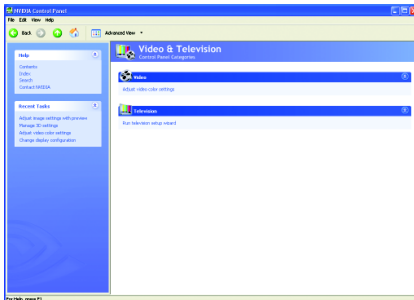 NVIDIA Control Panel
File Edit View Help
Back Advanced View
Help
Contents
Index
Search
Contact NVIDIA
Recent Tasks
Adjust image settings with preview
Manage 3D settings
Adjust video color settings
Change display configuration
Video & Television
Control Panel Categories
Video
Adjust video color settings
Television
Run television setup wizard
For Help, press F1